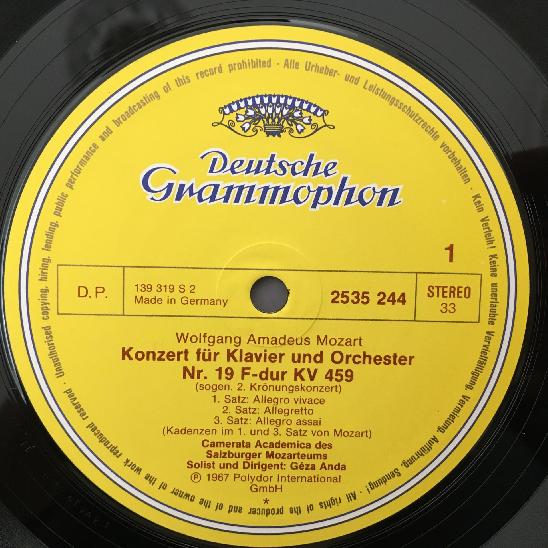 Unauthorised copying, hiring, lending, public performance and broadcasting of this record prohibited · Alle Urheber- und Leistungsschutzrechte vorbehalten · Kein Verleih! Keine unerlaubte Vervielfältigung, Vermietung, Aufführung, Sendung! · All rights of the producer and of the owner of the work reproduced reserved ·
Deutsche
Grammophon
1
D.P.
139 319 S 2
Made in Germany
2535 244
STEREO
33
Wolfgang Amadeus Mozart
Konzert für Klavier und Orchester
Nr. 19 F-dur KV 459
(sogen. 2. Krönungskonzert)
1. Satz: Allegro vivace
2. Satz: Allegretto
3. Satz: Allegro assai
(Kadenzen im 1. und 3. Satz von Mozart)
Camerata Academica des
Salzburger Mozarteums
Solist und Dirigent: Géza Anda
℗ 1967 Polydor International
GmbH
*